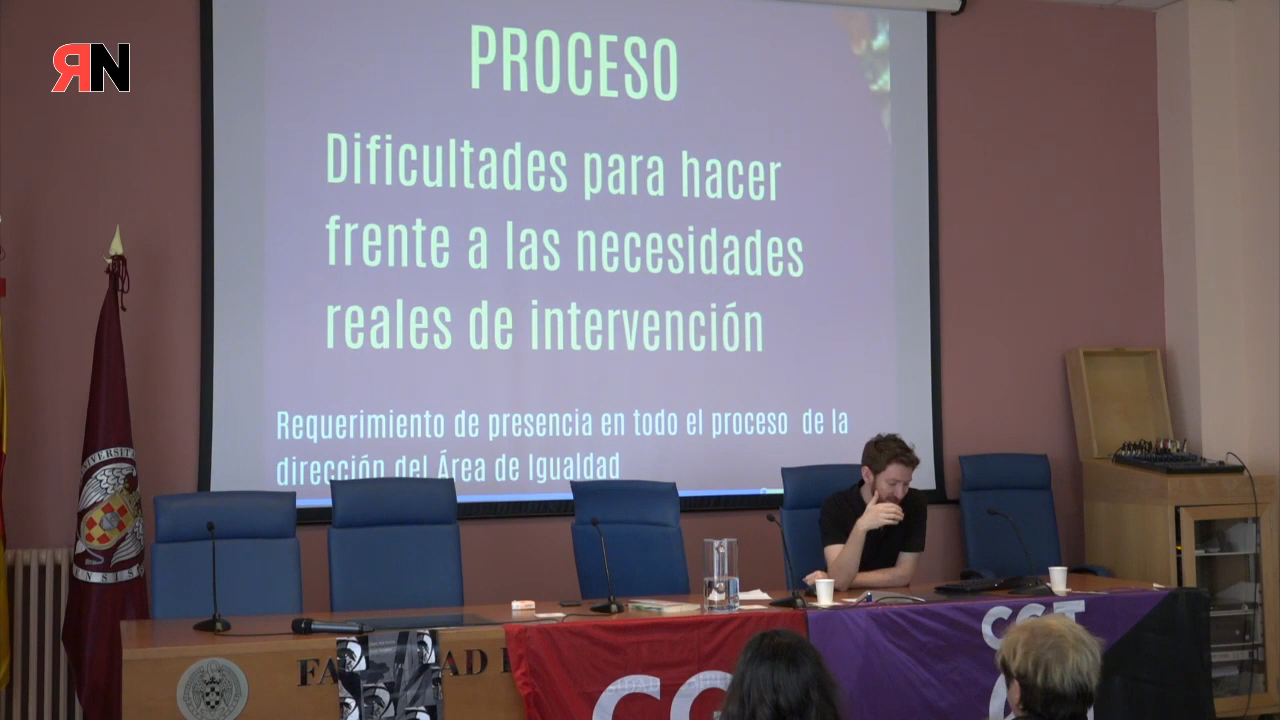 RN
PROCESO
Dificultades para hacer
frente a las necesidades
reales de intervención
Requerimiento de presencia en todo el proceso de la
dirección del Área de Igualdad
CGT